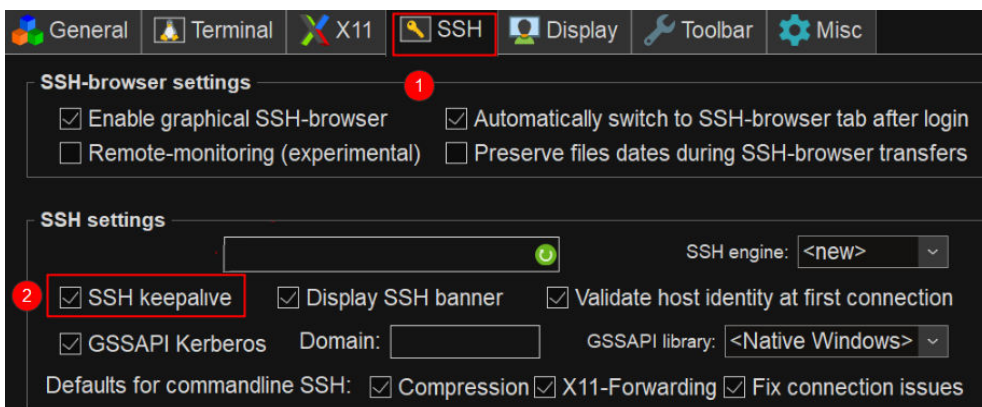 General Terminal X11 SSH Display Toolbar Misc
1
SSH-browser settings
Enable graphical SSH-browser Automatically switch to SSH-browser tab after login
Remote-monitoring (experimental) Preserve files dates during SSH-browser transfers
SSH settings
SSH engine: <new>
2 SSH keepalive Display SSH banner Validate host identity at first connection
GSSAPI Kerberos Domain: GSSAPI library: <Native Windows>
Defaults for commandline SSH: Compression X11-Forwarding Fix connection issues